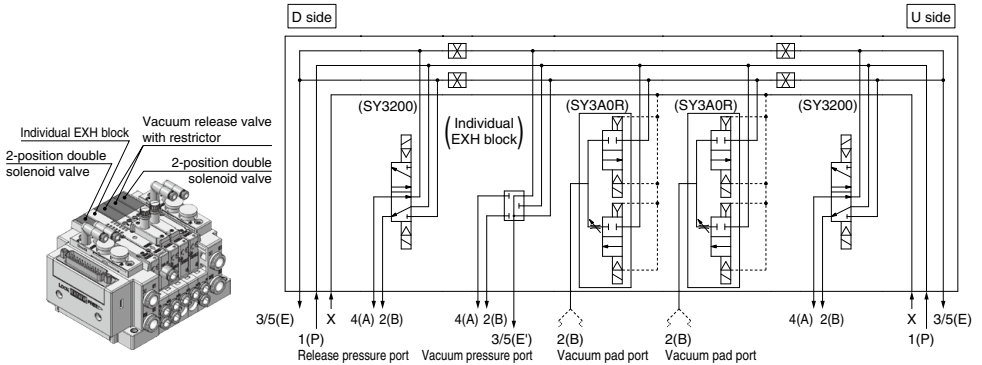 D side
U side
(SY3200)
(Individual
EXH block)
(SY3A0R)
(SY3A0R)
(SY3200)
Vacuum release valve
with restrictor
Individual EXH block
2-position double
solenoid valve
2-position double
solenoid valve
3/5(E)
X
4(A) 2(B)
4(A) 2(B)
3/5(E')
2(B)
2(B)
4(A) 2(B)
X
3/5(E)
1(P)
1(P)
Release pressure port
Vacuum pressure port
Vacuum pad port
Vacuum pad port